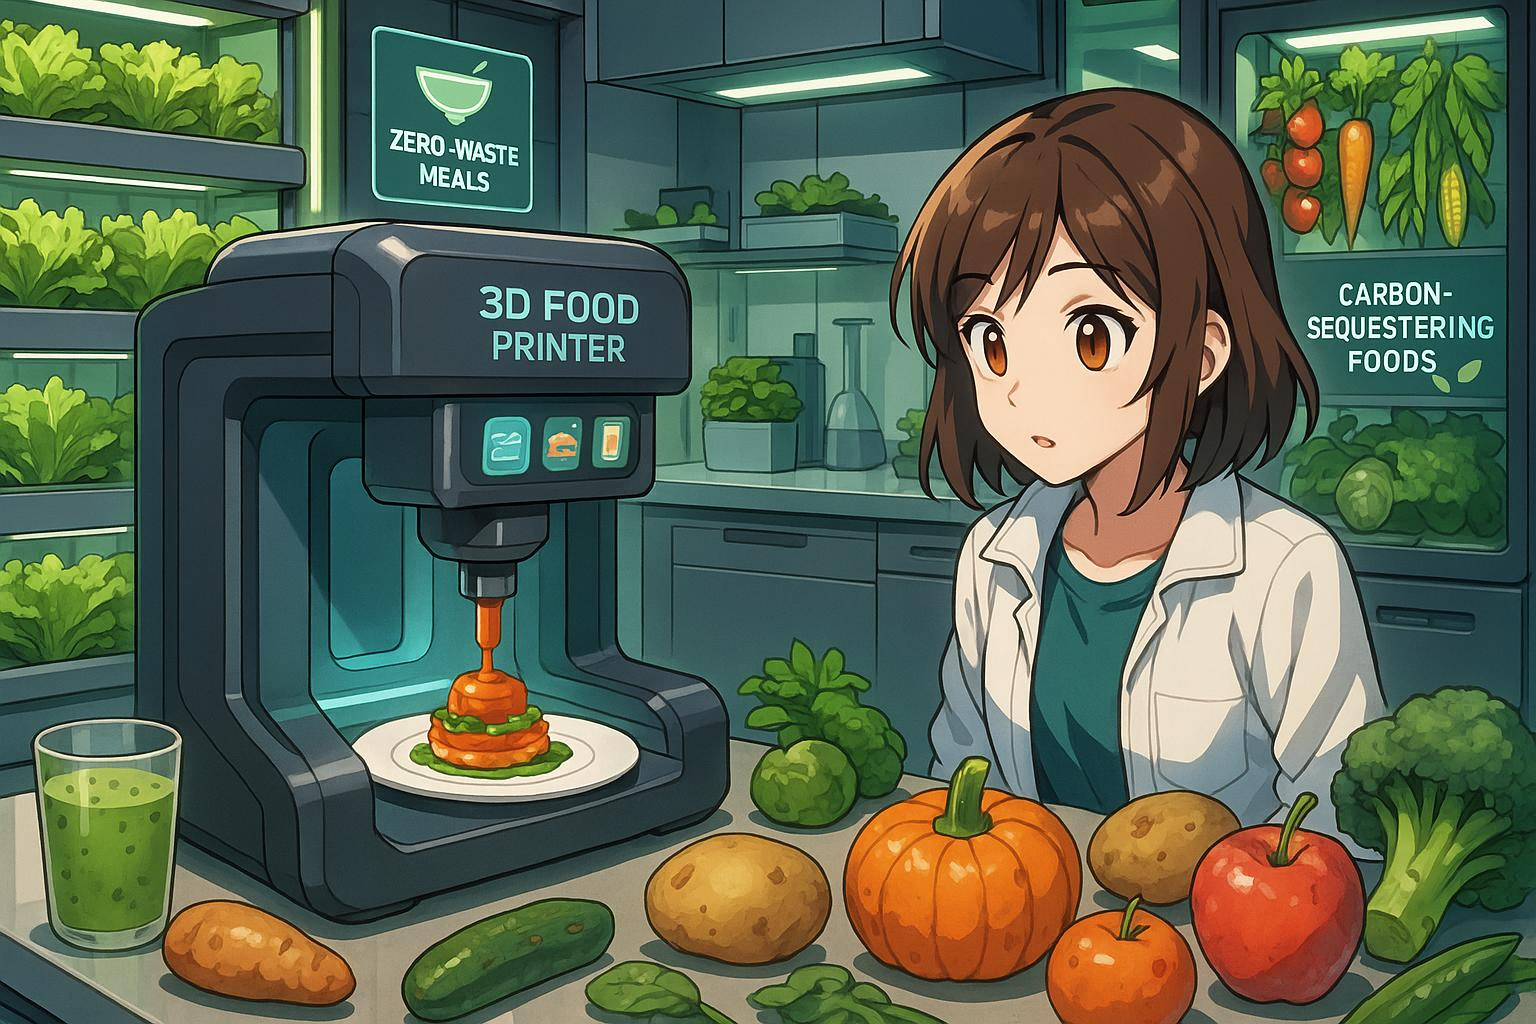 ZERO-WASTE
MEALS
3D FOOD
PRINTER
CARBON-
SEQUESTERING
FOODS